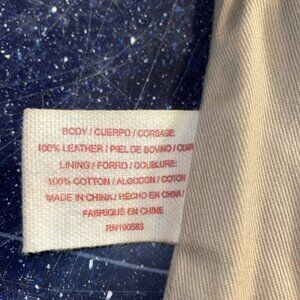 BODY / CUERPO / CORSAGE:
100% LEATHER / PIEL DE BOVINO / CUIR
LINING / FORRO / DOUBLURE:
100% COTTON / ALGODON / COTON
MADE IN CHINA / HECHO EN CHINA /
FABRIQUÉ EN CHINE
RN100583